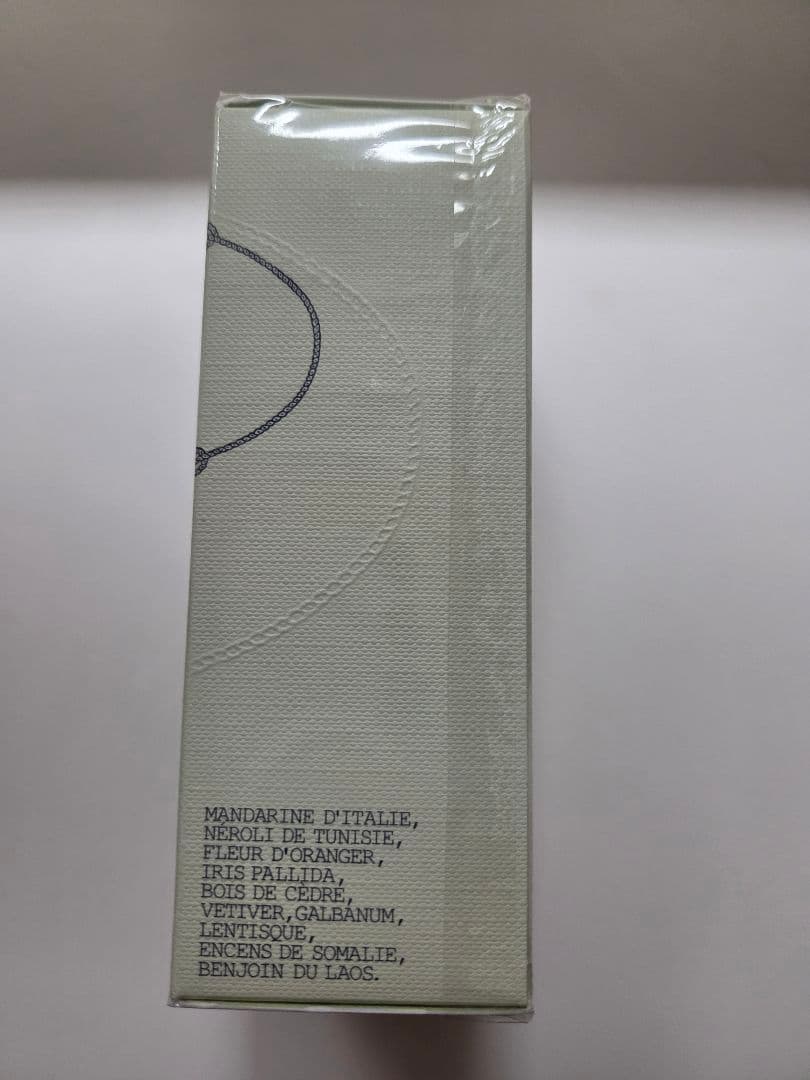 MANDARINE D'ITALIE,
NÉROLI DE TUNISIE,
FLEUR D'ORANGER,
IRIS PALLIDA,
BOIS DE CÈDRE,
VETIVER,GALBANUM,
LENTISQUE,
ENCENS DE SOMALIE,
BENJOIN DU LAOS.